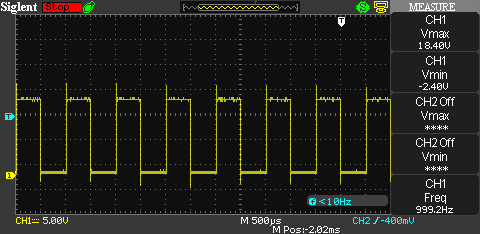 Siglent Stop MEASURE
T
CH1
Vmax
18.40V
CH1
Vmin
-2.40V
CH2 Off
Vmax
****
CH2 Off
Vmin
****
CH1
Freq
999.2Hz
T
1
f <10Hz
CH1 5.00V M 500µs CH2 -400mV
M Pos:-2.02ms